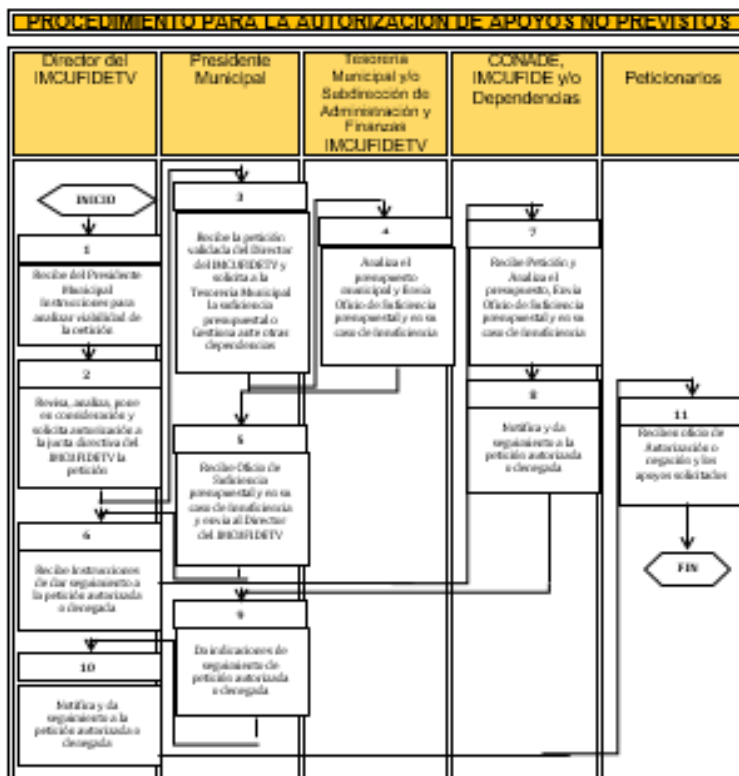 PROCEDIMIENTO PARA LA AUTORIZACIÓN DE APOYOS NO PREVISTOS
Director del
IMCUFIDETV
Presidente
Municipal
Tesorería
Municipal y/o
Subdirección de
Administración y
Finanzas
IMCUFIDETV
CONADE,
IMCUFIDE y/o
Dependencias
Peticionarios
INICIO
1
Recibe del Presidente
Municipal
Instrucciones para
analizar viabilidad de
la petición
2
Revisa, analiza, pone
en consideración y
solicita autorización a
la junta directiva del
IMCUFIDETV la
petición
3
Recibe la petición
validada del Director
del IMCUFIDETV y
solicita a la
Tesorería Municipal
la suficiencia
presupuestal o
Gestiona ante otras
dependencias
4
Analiza el
presupuesto
municipal y Envía
Oficio de Suficiencia
presupuestal y en su
caso de Insuficiencia
5
Recibe Oficio de
Suficiencia
presupuestal y en su
caso de Insuficiencia
y envía al Director
del IMCUFIDETV
6
Recibe Instrucciones
de dar seguimiento a
la petición autorizada
o denegada
7
Recibe Petición y
Analiza el
presupuesto, Envía
Oficio de Suficiencia
presupuestal y en su
caso de Insuficiencia
8
Notifica y da
seguimiento a la
petición autorizada
o denegada
9
Da indicaciones de
seguimiento de
petición autorizada
o denegada
10
Notifica y da
seguimiento a la
petición autorizada o
denegada
11
Reciben oficio de
Autorización o
negación y los
apoyos solicitados
FIN